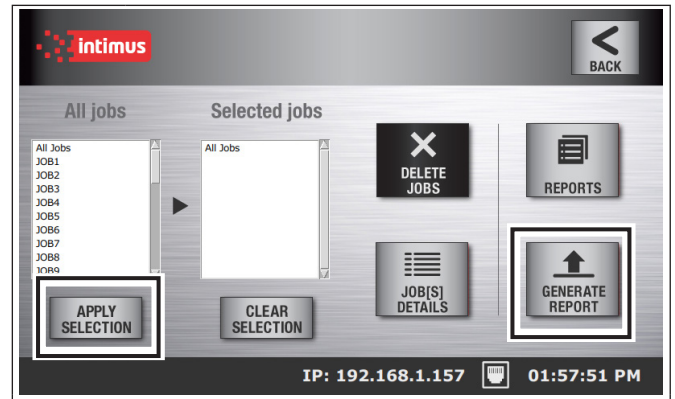 intimus
BACK
All jobs
Selected jobs
All Jobs
JOB1
JOB2
JOB3
JOB4
JOB5
JOB6
JOB7
JOB8
JOB9
All Jobs
DELETE
JOBS
REPORTS
APPLY
SELECTION
CLEAR
SELECTION
JOB[S]
DETAILS
GENERATE
REPORT
IP: 192.168.1.157
01:57:51 PM